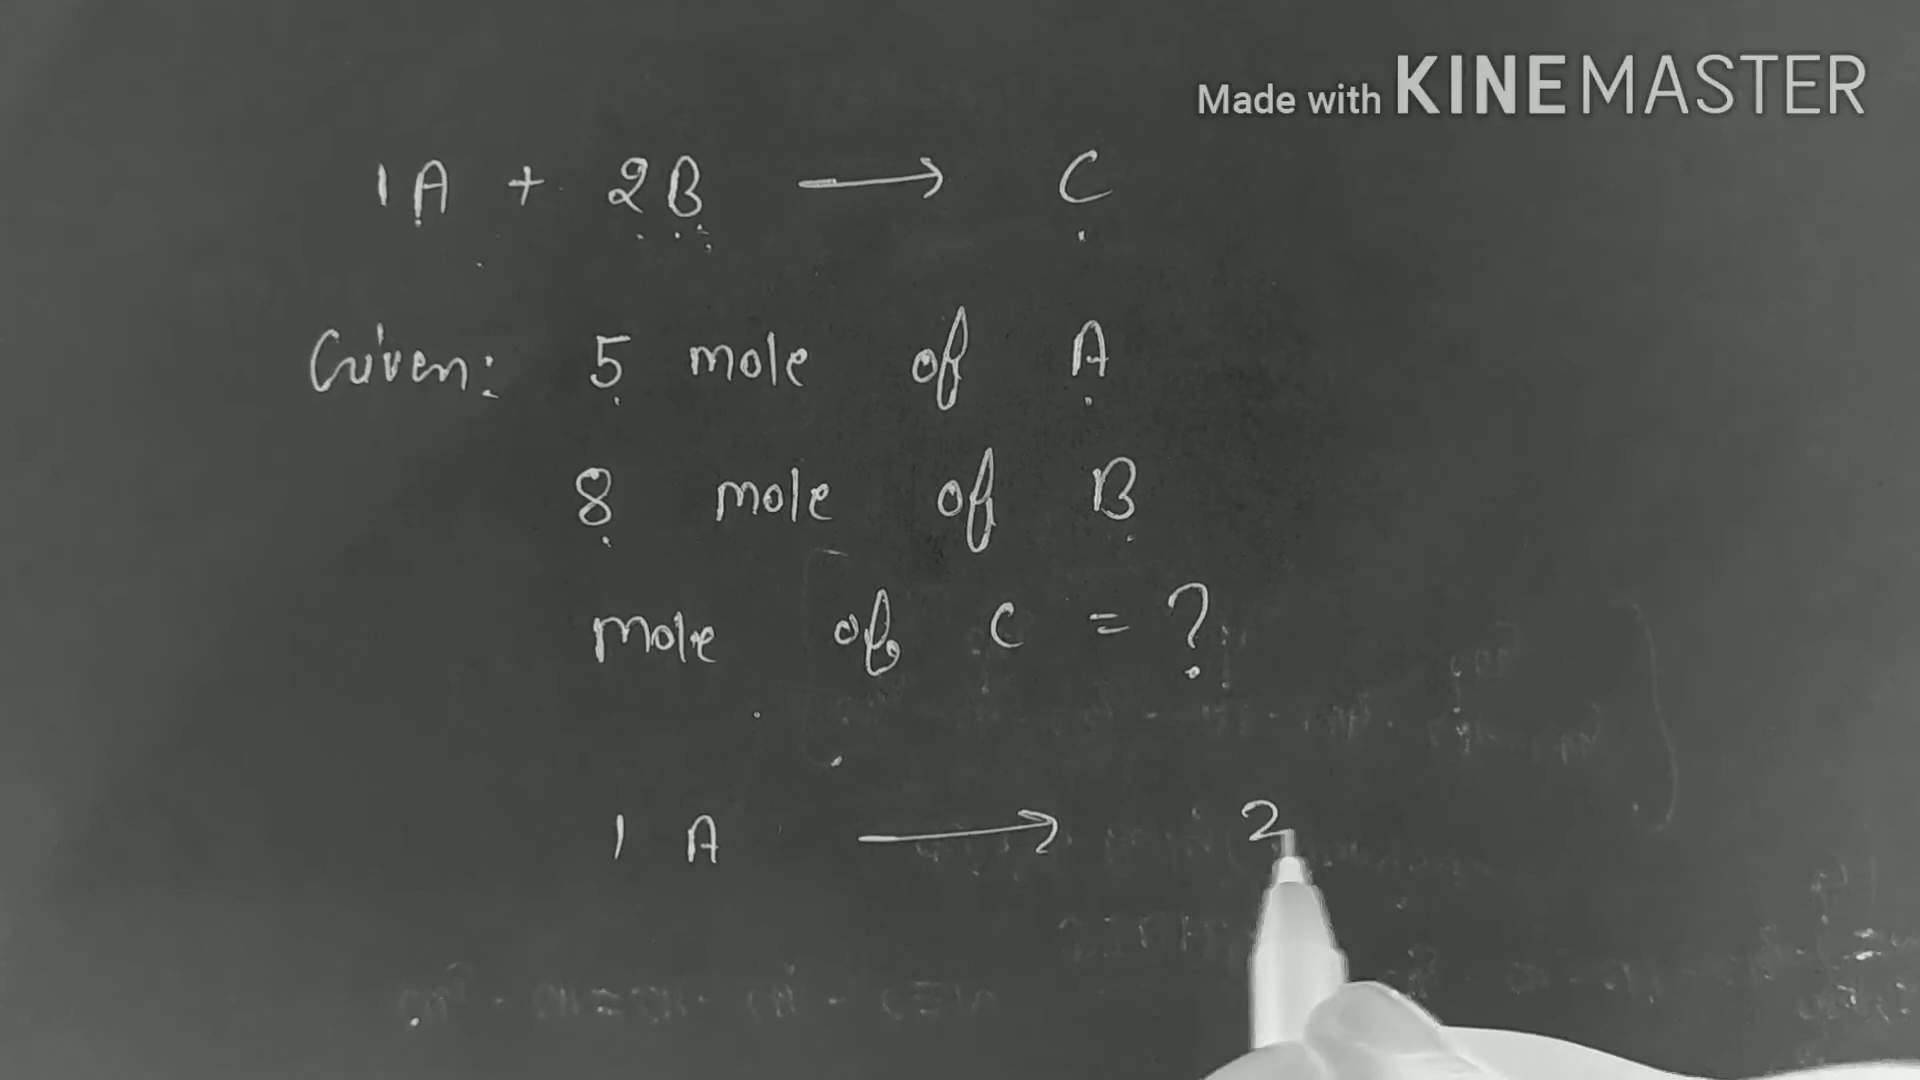 Made with KINEMASTER
1A + 2B → C
Given: 5 mole of A
8 mole of B
mole of C = ?
1 A → 2